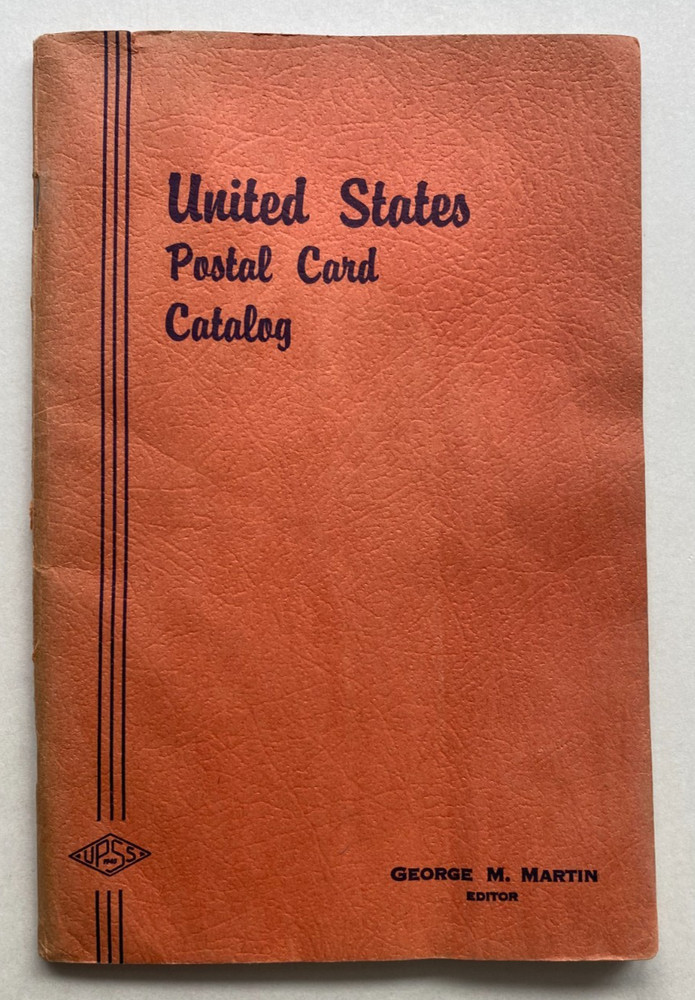 United States
Postal Card
Catalog
UPSS
GEORGE M. MARTIN
EDITOR